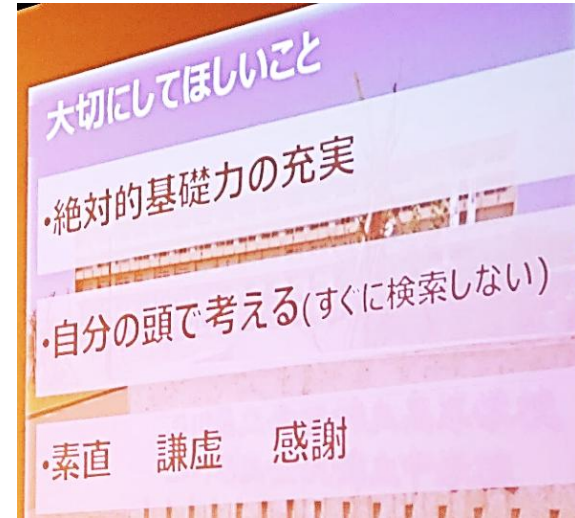 大切にしてほしいこと
・絶対的基礎力の充実
・自分の頭で考える(すぐに検索しない)
・素直　謙虚　感謝